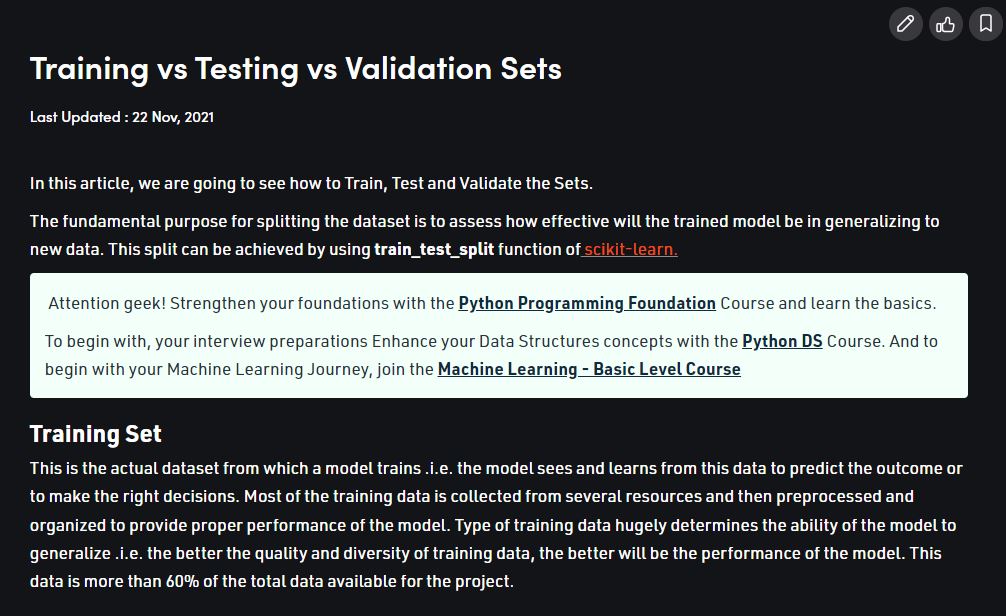 Training vs Testing vs Validation Sets
Last Updated : 22 Nov, 2021
In this article, we are going to see how to Train, Test and Validate the Sets.
The fundamental purpose for splitting the dataset is to assess how effective will the trained model be in generalizing to
new data. This split can be achieved by using train_test_split function of scikit-learn.
Attention geek! Strengthen your foundations with the Python Programming Foundation Course and learn the basics.
To begin with, your interview preparations Enhance your Data Structures concepts with the Python DS Course. And to
begin with your Machine Learning Journey, join the Machine Learning - Basic Level Course
Training Set
This is the actual dataset from which a model trains .i.e. the model sees and learns from this data to predict the outcome or
to make the right decisions. Most of the training data is collected from several resources and then preprocessed and
organized to provide proper performance of the model. Type of training data hugely determines the ability of the model to
generalize .i.e. the better the quality and diversity of training data, the better will be the performance of the model. This
data is more than 60% of the total data available for the project.